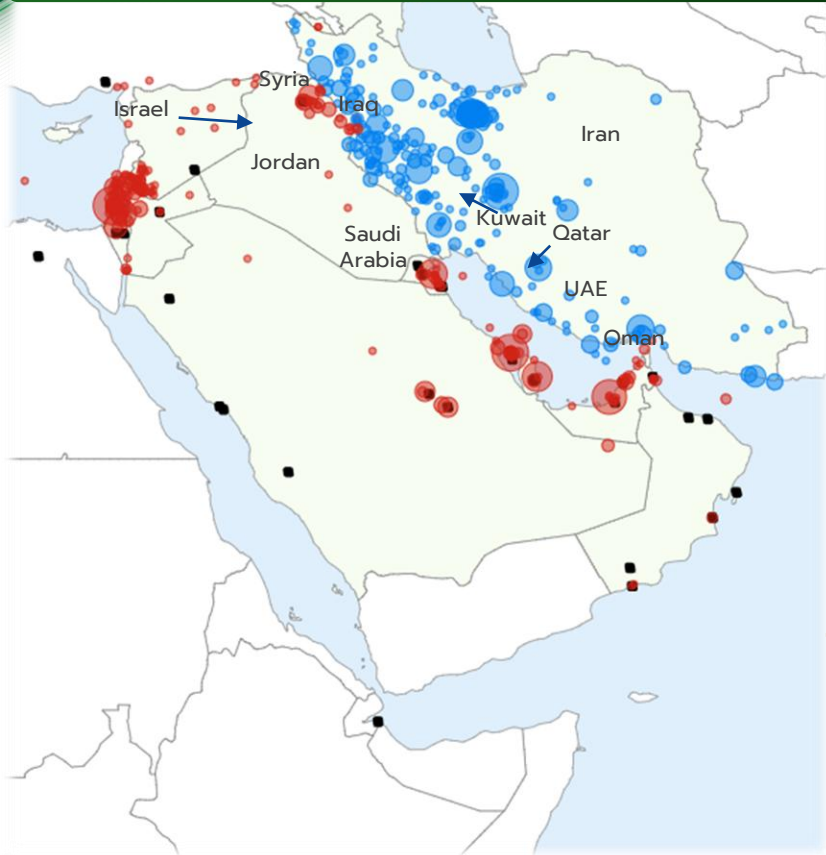 Syria
Israel
Iraq
Iran
Jordan
Kuwait
Qatar
Saudi
Arabia
UAE
Oman